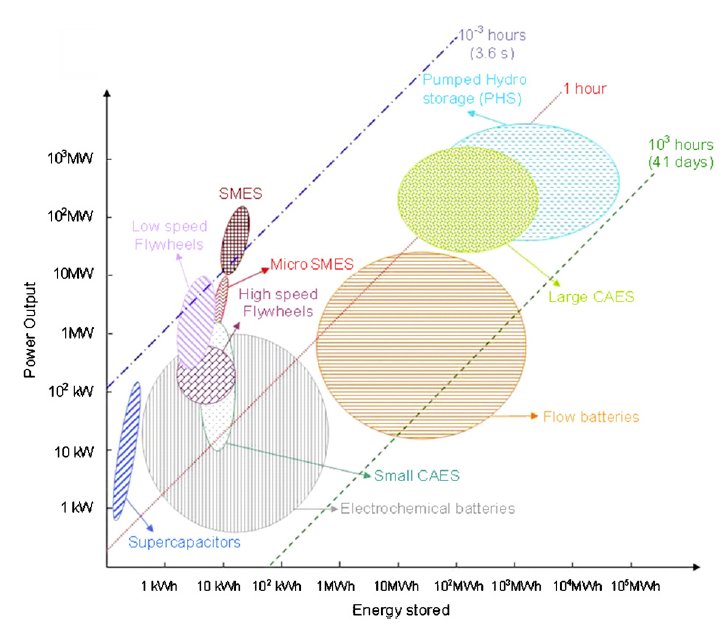 10⁻³ hours
(3.6 s)
Pumped Hydro
storage (PHS)
1 hour
10³ hours
(41 days)
10³MW
SMES
10²MW
Low speed
Flywheels
10MW
Micro SMES
High speed
Flywheels
Large CAES
1MW
Power Output
10² kW
Flow batteries
10 kW
Small CAES
1 kW
Electrochemical batteries
Supercapacitors
1 kWh 10 kWh 10² kWh 1MWh 10MWh 10²MWh 10³MWh 10⁴MWh 10⁵MWh
Energy stored